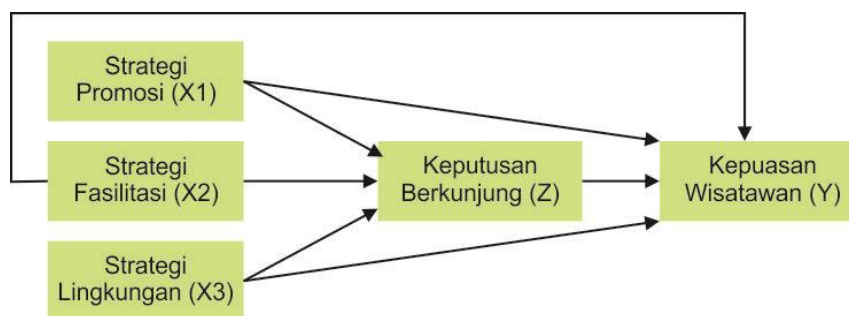 Strategi
Promosi (X1)
Strategi
Fasilitasi (X2)
Keputusan
Berkunjung (Z)
Kepuasan
Wisatawan (Y)
Strategi
Lingkungan (X3)